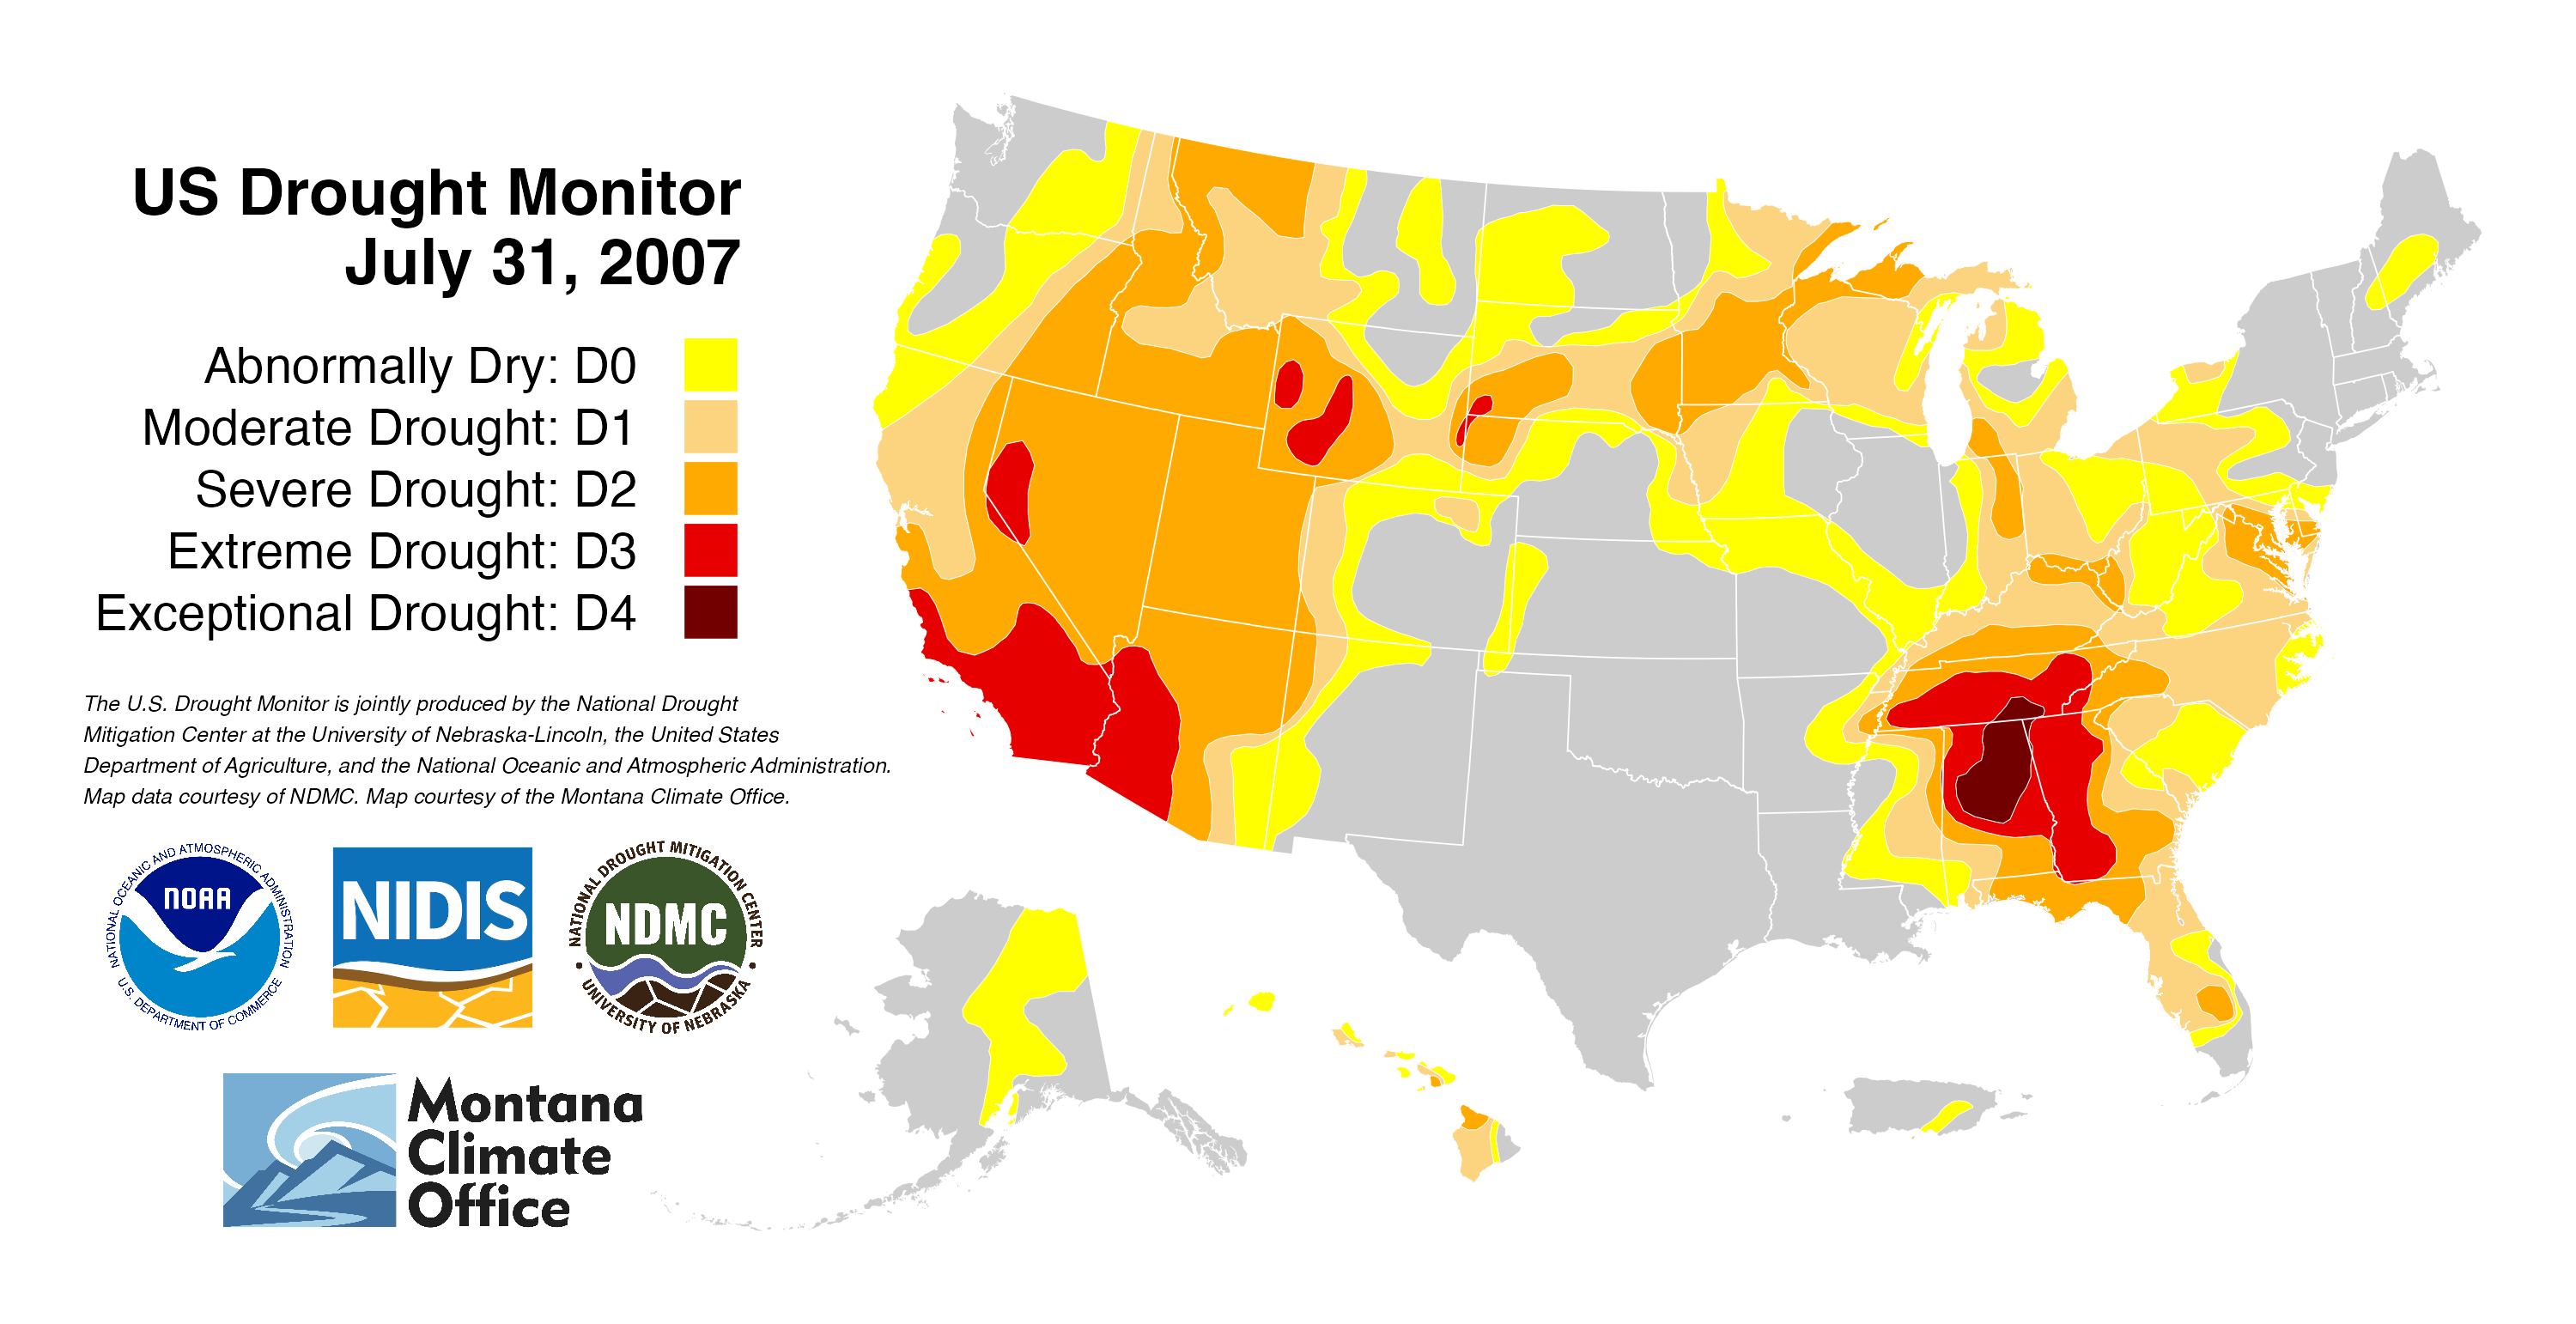 US Drought Monitor
July 31, 2007
Abnormally Dry: D0
Moderate Drought: D1
Severe Drought: D2
Extreme Drought: D3
Exceptional Drought: D4
The U.S. Drought Monitor is jointly produced by the National Drought
Mitigation Center at the University of Nebraska-Lincoln, the United States
Department of Agriculture, and the National Oceanic and Atmospheric Administration.
Map data courtesy of NDMC. Map courtesy of the Montana Climate Office.
NATIONAL OCEANIC AND ATMOSPHERIC ADMINISTRATION
NOAA
U.S. DEPARTMENT OF COMMERCE
NIDIS
NATIONAL DROUGHT MITIGATION CENTER
NDMC
UNIVERSITY OF NEBRASKA
Montana
Climate
Office